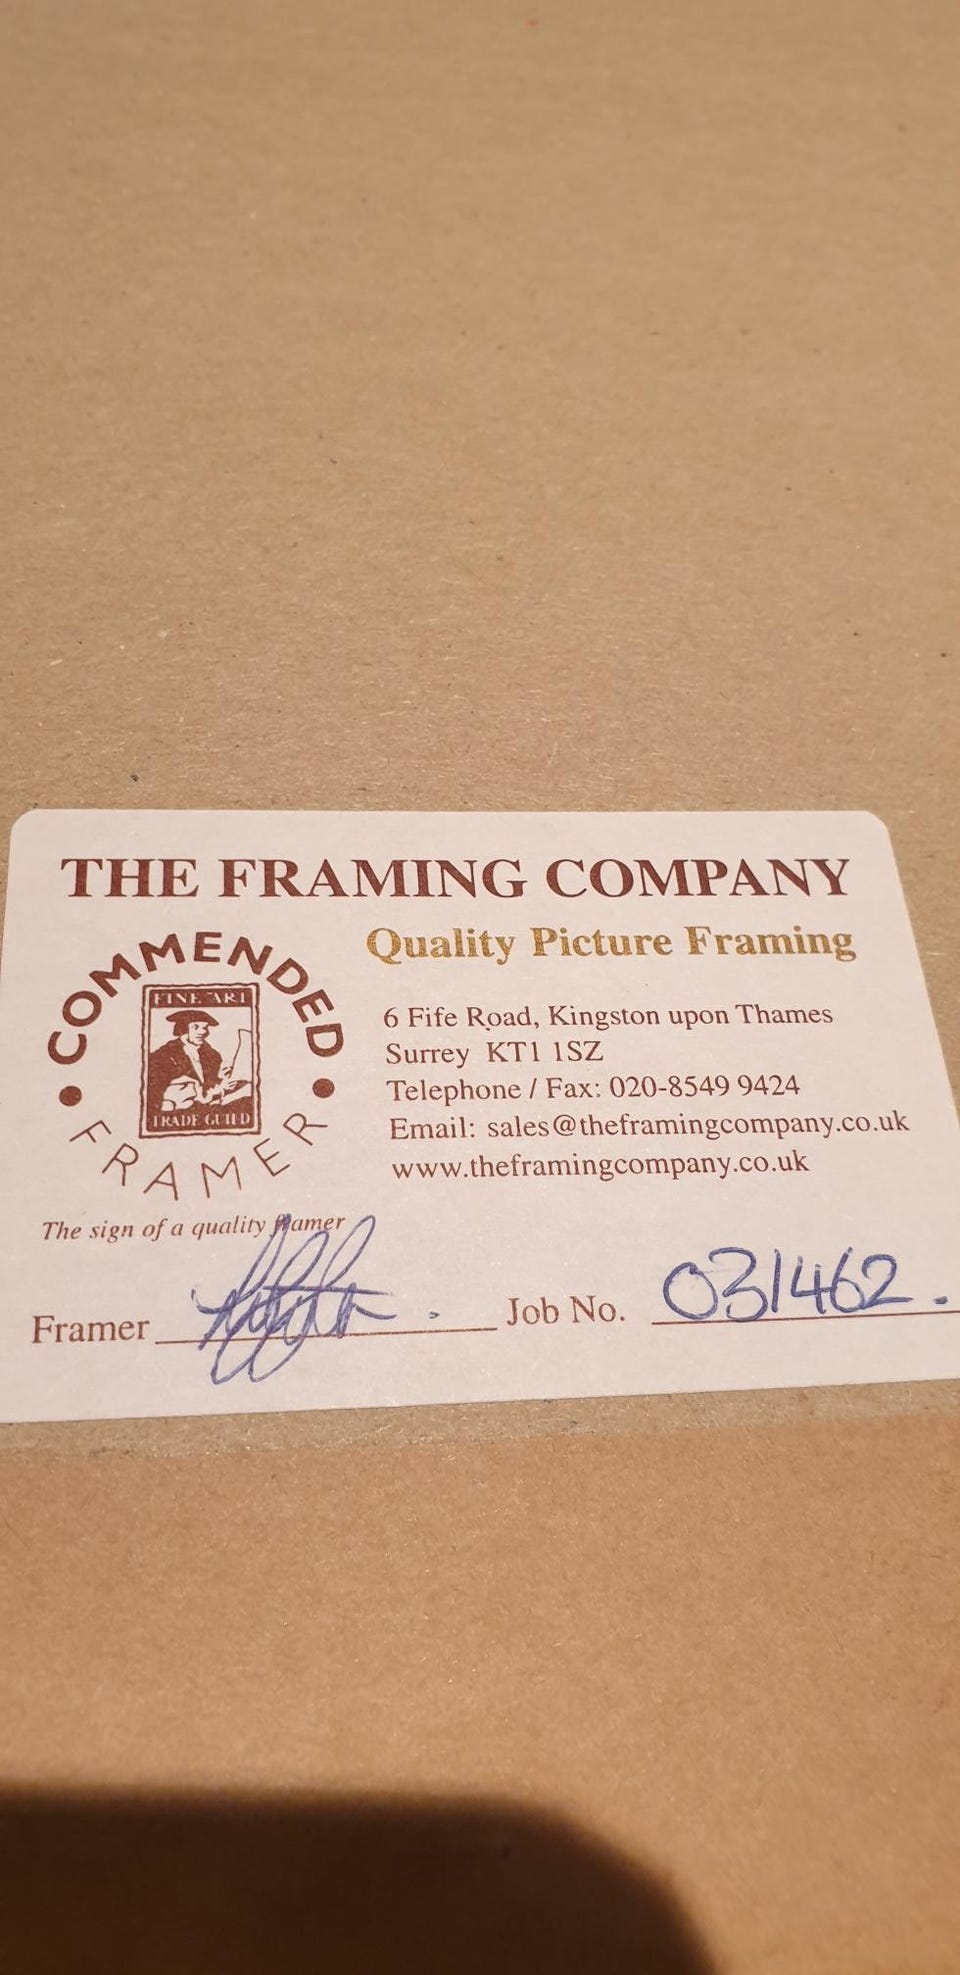 THE FRAMING COMPANY
Quality Picture Framing
COMMENDED
FINE ART
TRADE GUILD
FRAMER
The sign of a quality framer
6 Fife Road, Kingston upon Thames
Surrey KT1 1SZ
Telephone / Fax: 020-8549 9424
Email: sales@theframingcompany.co.uk
www.theframingcompany.co.uk
Framer
Job No. 031462.